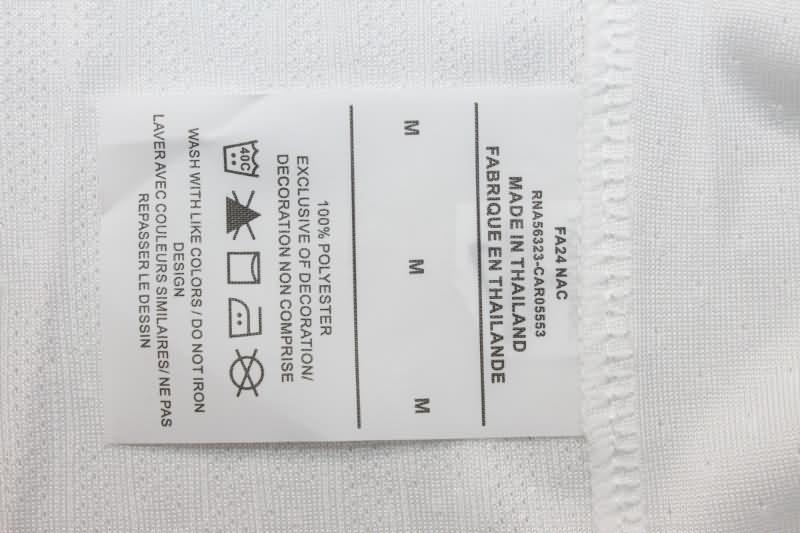 FA24 NAC
RNA56323-CAR05553
MADE IN THAILAND
FABRIQUE EN THAILANDE
M M M
100% POLYESTER
EXCLUSIVE OF DECORATION/
DECORATION NON COMPRISE
40C
WASH WITH LIKE COLORS / DO NOT IRON
DESIGN
LAVER AVEC COULEURS SIMILAIRES/ NE PAS
REPASSER LE DESSIN